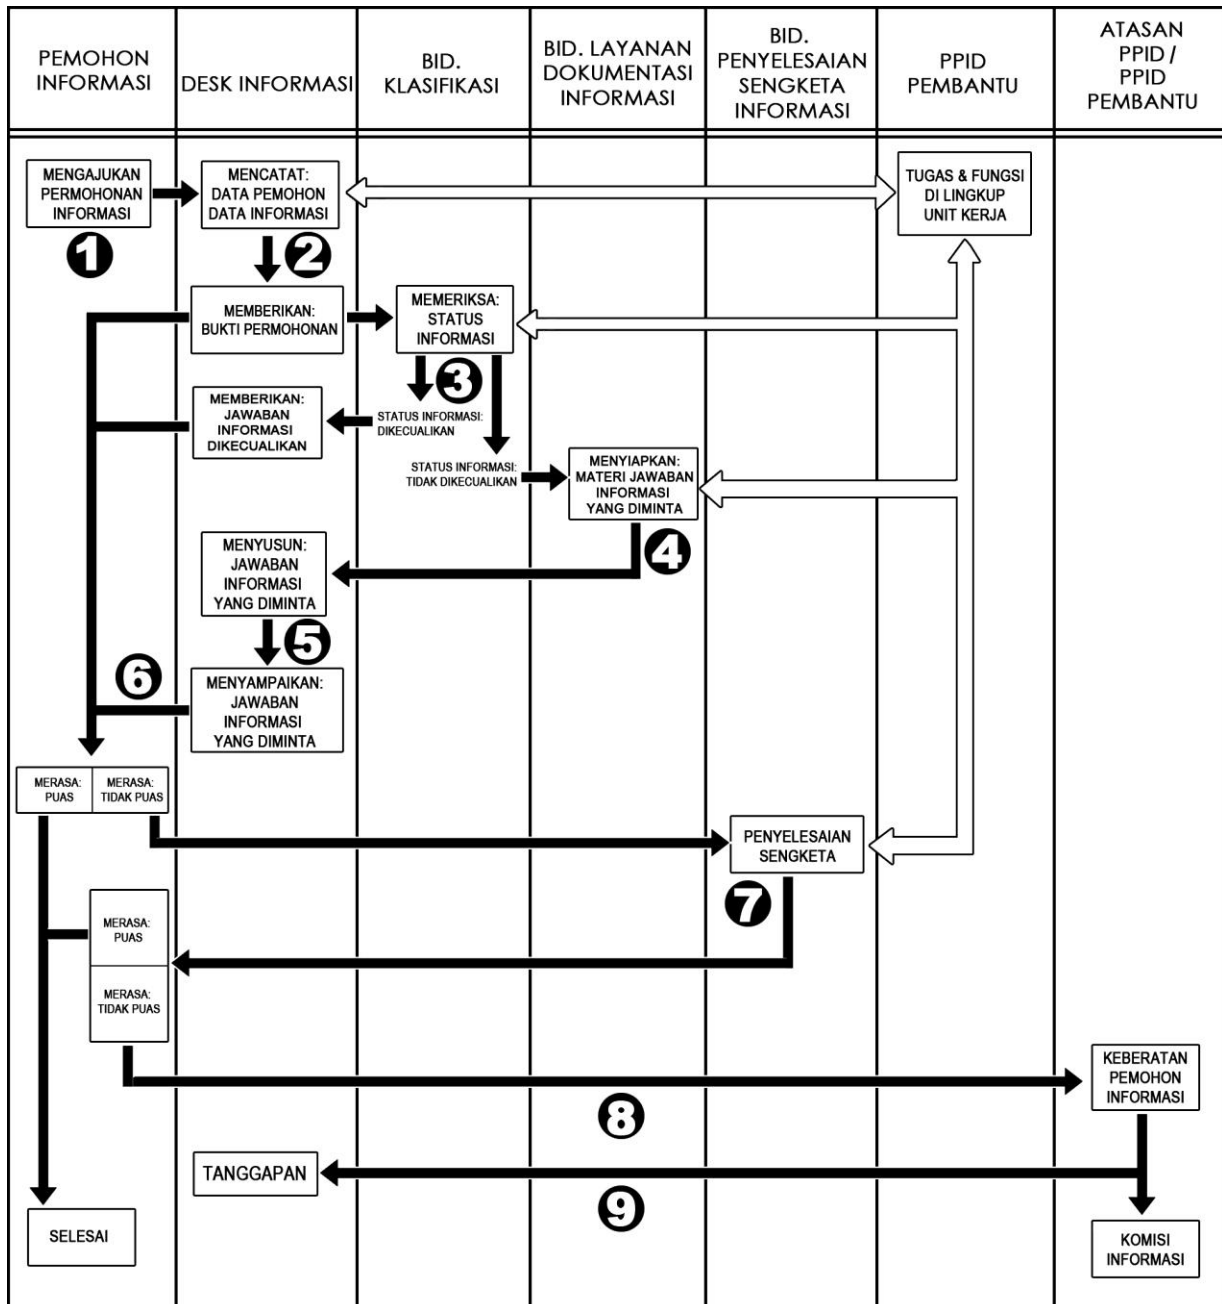 PEMOHON
INFORMASI
DESK INFORMASI
BID.
KLASIFIKASI
BID. LAYANAN
DOKUMENTASI
INFORMASI
BID.
PENYELESAIAN
SENGKETA
INFORMASI
PPID
PEMBANTU
ATASAN
PPID /
PPID
PEMBANTU
MENGAJUKAN
PERMOHONAN
INFORMASI
1
MENCATAT:
DATA PEMOHON
DATA INFORMASI
2
TUGAS & FUNGSI
DI LINGKUP
UNIT KERJA
MEMBERIKAN:
BUKTI PERMOHONAN
MEMERIKSA:
STATUS
INFORMASI
3
MEMBERIKAN:
JAWABAN
INFORMASI
DIKECUALIKAN
STATUS INFORMASI:
DIKECUALIKAN
STATUS INFORMASI:
TIDAK DIKECUALIKAN
MENYIAPKAN:
MATERI JAWABAN
INFORMASI
YANG DIMINTA
4
MENYUSUN:
JAWABAN
INFORMASI
YANG DIMINTA
5
6
MENYAMPAIKAN:
JAWABAN
INFORMASI
YANG DIMINTA
MERASA:
PUAS
MERASA:
TIDAK PUAS
PENYELESAIAN
SENGKETA
7
MERASA:
PUAS
MERASA:
TIDAK PUAS
KEBERATAN
PEMOHON
INFORMASI
8
TANGGAPAN
9
SELESAI
KOMISI
INFORMASI